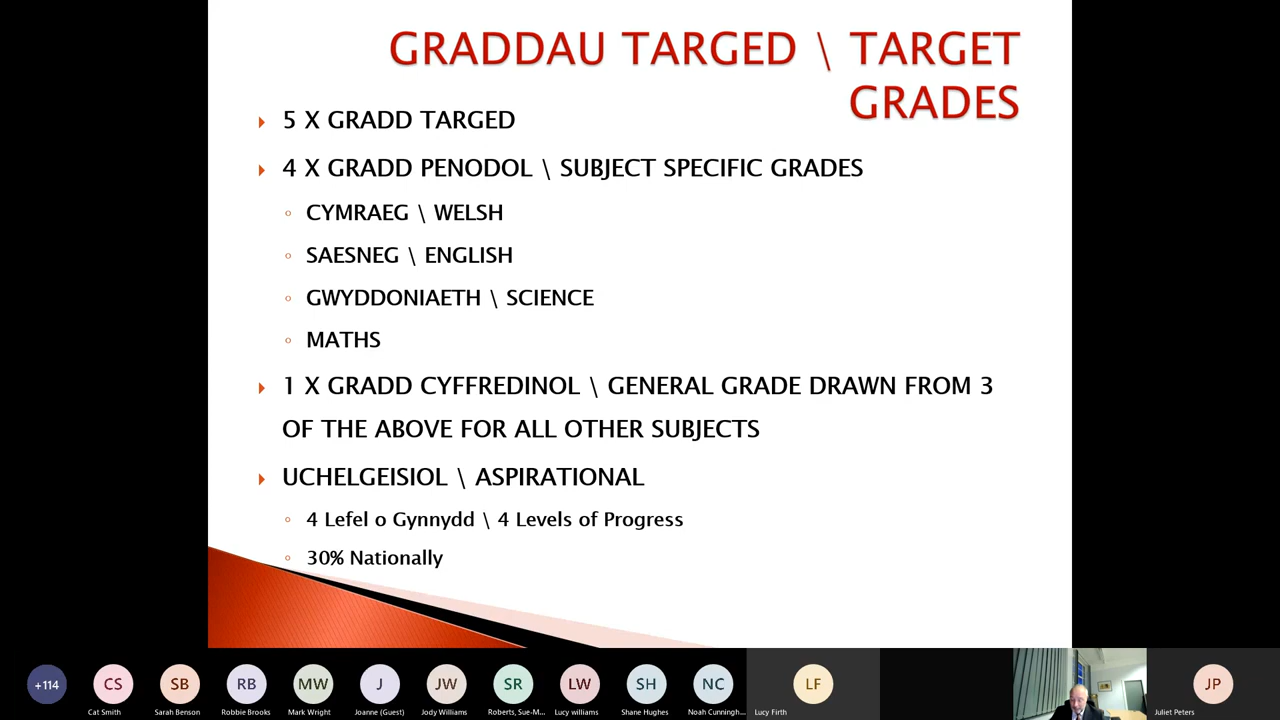 GRADDAU TARGED \ TARGET
GRADES
5 X GRADD TARGED
4 X GRADD PENODOL \ SUBJECT SPECIFIC GRADES
CYMRAEG \ WELSH
SAESNEG \ ENGLISH
GWYDDONIAETH \ SCIENCE
MATHS
1 X GRADD CYFFREDINOL \ GENERAL GRADE DRAWN FROM 3
OF THE ABOVE FOR ALL OTHER SUBJECTS
UCHELGEISIOL \ ASPIRATIONAL
4 Lefel o Gynnydd \ 4 Levels of Progress
30% Nationally
+114 CS SB RB MW J JW SR LW SH NC LF JP
Cat Smith Sarah Benson Robbie Brooks Mark Wright Joanne (Guest) Jody Williams Roberts, Sue-M... Lucy williams Shane Hughes Noah Cunningh... Lucy Firth Juliet Peters